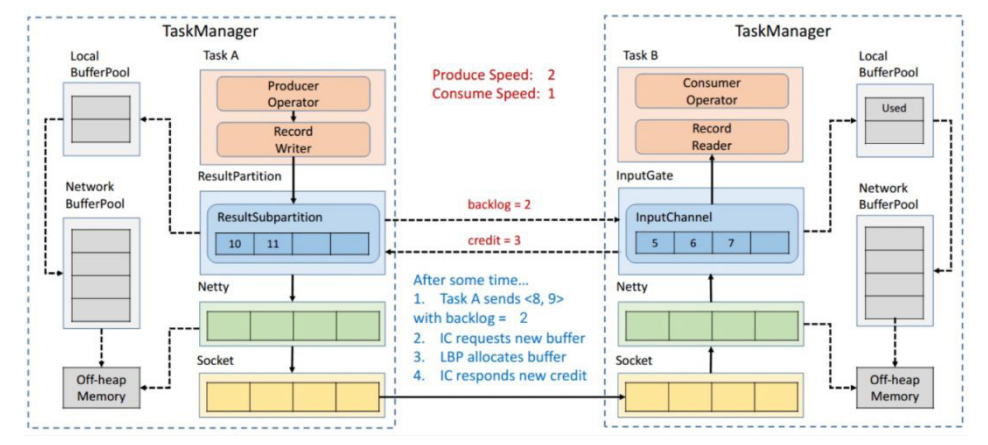 TaskManager
Local
BufferPool
Task A
Producer
Operator
Record
Writer
ResultPartition
Network
BufferPool
ResultSubpartition
10 11
Netty
Socket
Off-heap
Memory
Produce Speed: 2
Consume Speed: 1
backlog = 2
credit = 3
After some time...
1. Task A sends <8, 9>
with backlog = 2
2. IC requests new buffer
3. LBP allocates buffer
4. IC responds new credit
TaskManager
Task B
Local
BufferPool
Consumer
Operator
Used
Record
Reader
InputGate
Network
BufferPool
InputChannel
5 6 7
Netty
Socket
Off-heap
Memory